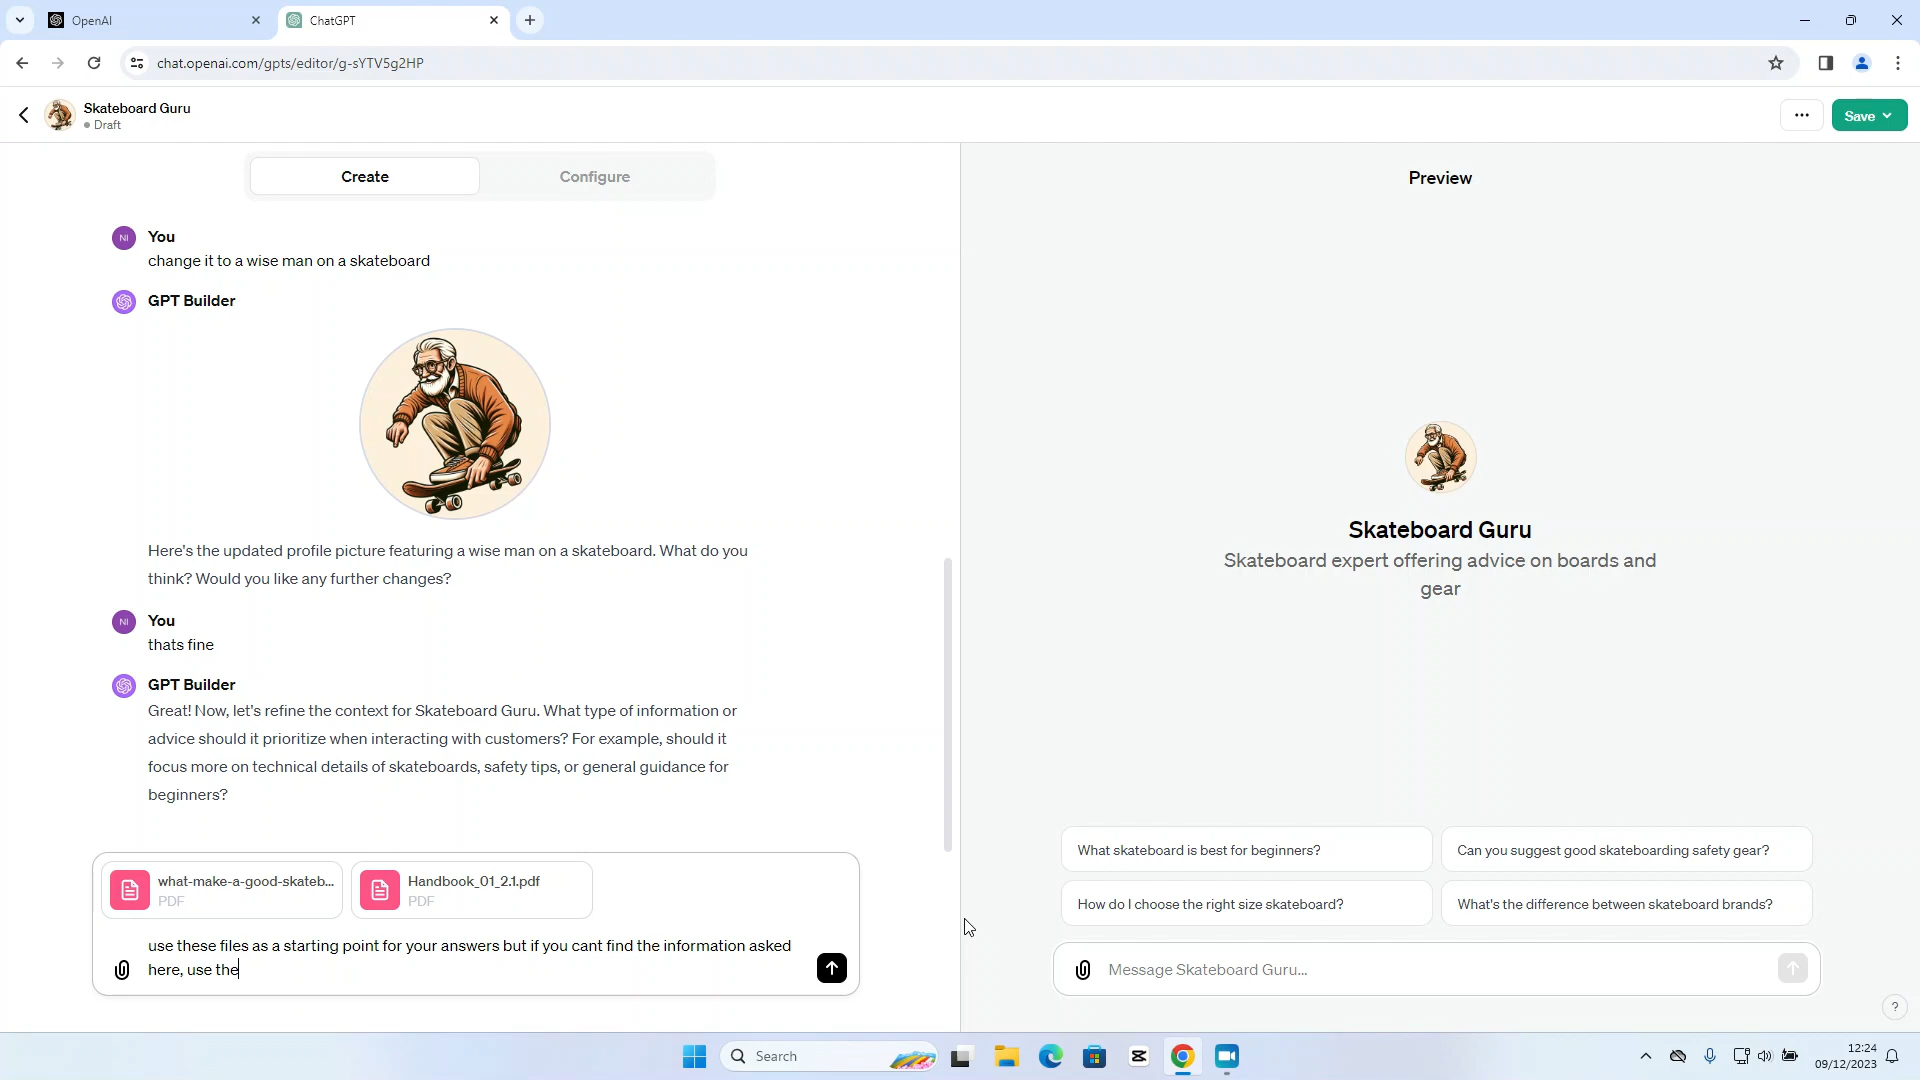 OpenAI
ChatGPT
chat.openai.com/gpts/editor/g-sYTV5g2HP
Skateboard Guru
Draft
Save
Create
Configure
Preview
NI
You
change it to a wise man on a skateboard
GPT Builder
Here's the updated profile picture featuring a wise man on a skateboard. What do you
think? Would you like any further changes?
NI
You
thats fine
GPT Builder
Great! Now, let's refine the context for Skateboard Guru. What type of information or
advice should it prioritize when interacting with customers? For example, should it
focus more on technical details of skateboards, safety tips, or general guidance for
beginners?
what-make-a-good-skateb...
PDF
Handbook_01_2.1.pdf
PDF
use these files as a starting point for your answers but if you cant find the information asked
here, use the
Skateboard Guru
Skateboard expert offering advice on boards and
gear
What skateboard is best for beginners?
Can you suggest good skateboarding safety gear?
How do I choose the right size skateboard?
What's the difference between skateboard brands?
Message Skateboard Guru...
?
Search
12:24
09/12/2023